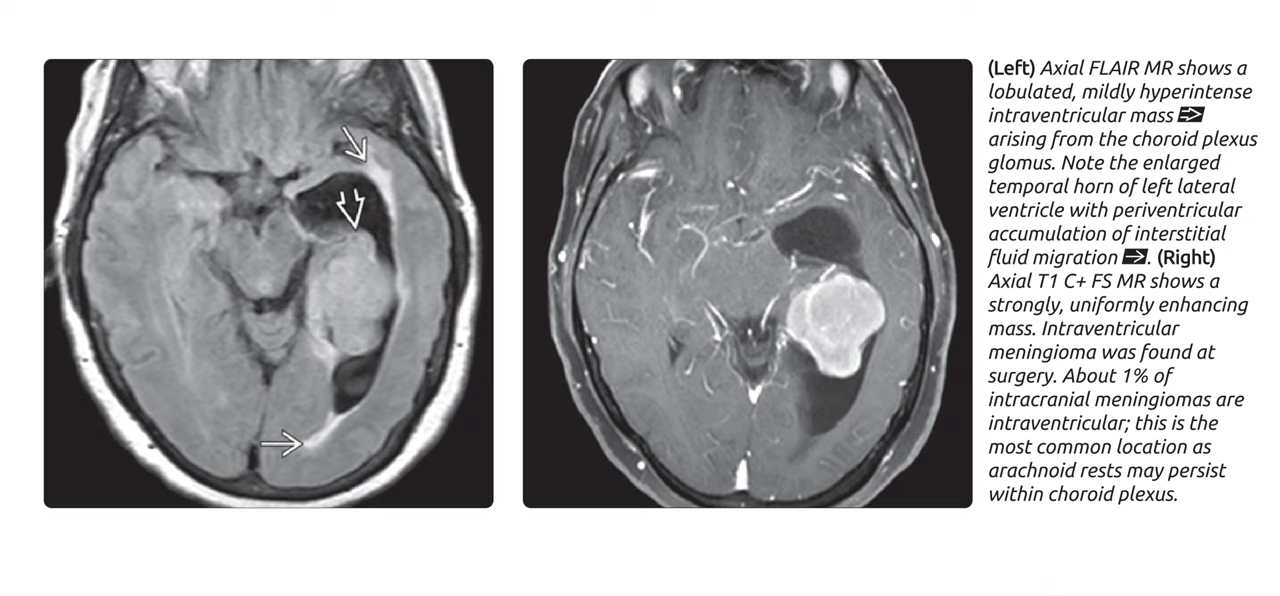 (Left) Axial FLAIR MR shows a
lobulated, mildly hyperintense
intraventricular mass
arising from the choroid plexus
glomus. Note the enlarged
temporal horn of left lateral
ventricle with periventricular
accumulation of interstitial
fluid migration . (Right)
Axial T1 C+ FS MR shows a
strongly, uniformly enhancing
mass. Intraventricular
meningioma was found at
surgery. About 1% of
intracranial meningiomas are
intraventricular; this is the
most common location as
arachnoid rests may persist
within choroid plexus.